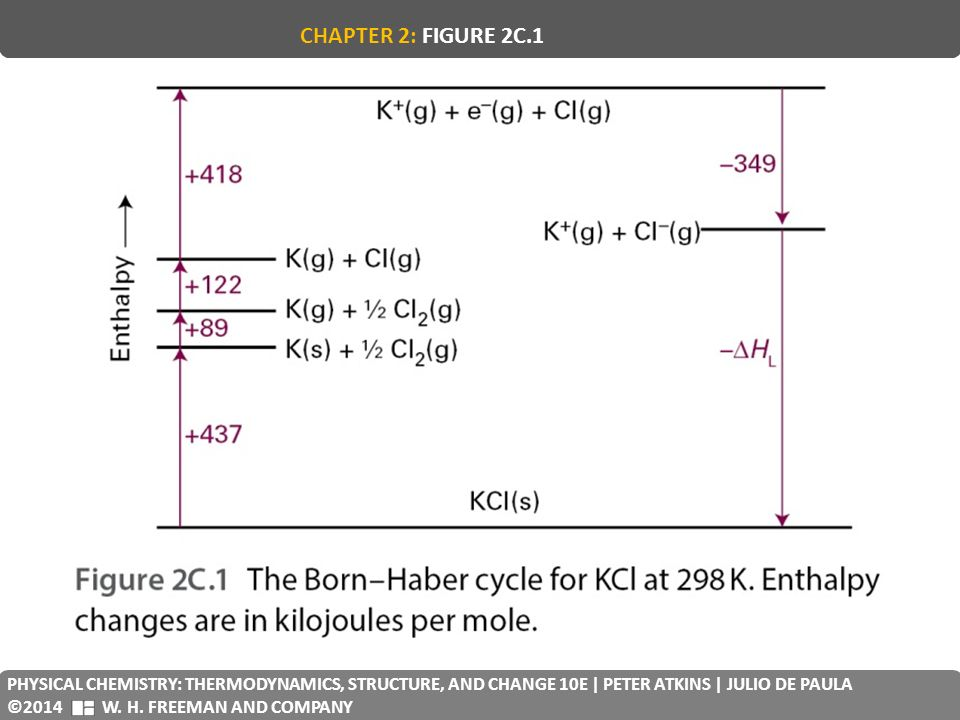 CHAPTER 2: FIGURE 2C.1
K⁺(g) + e⁻(g) + Cl(g)
+418
−349
K⁺(g) + Cl⁻(g)
Enthalpy
K(g) + Cl(g)
+122
K(g) + ½ Cl₂(g)
+89
K(s) + ½ Cl₂(g)
−ΔH_L
+437
KCl(s)
Figure 2C.1 The Born–Haber cycle for KCl at 298 K. Enthalpy
changes are in kilojoules per mole.
PHYSICAL CHEMISTRY: THERMODYNAMICS, STRUCTURE, AND CHANGE 10E | PETER ATKINS | JULIO DE PAULA
©2014 W. H. FREEMAN AND COMPANY